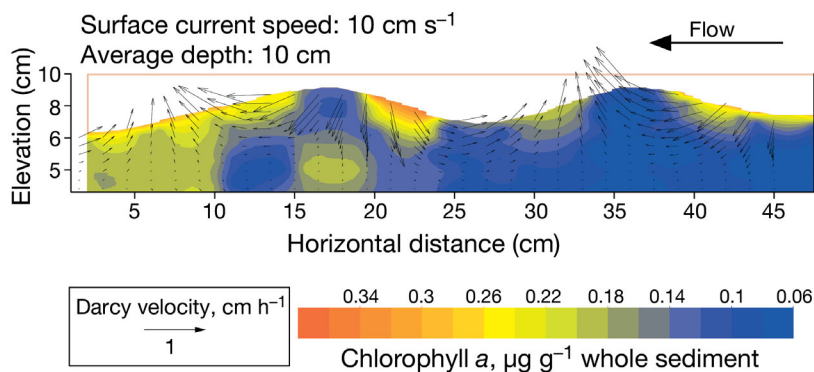 Surface current speed: 10 cm s⁻¹
Average depth: 10 cm
Flow
Elevation (cm)
10
8
6
5
5 10 15 20 25 30 35 40 45
Horizontal distance (cm)
Darcy velocity, cm h⁻¹
1
0.34 0.3 0.26 0.22 0.18 0.14 0.1 0.06
Chlorophyll a, µg g⁻¹ whole sediment